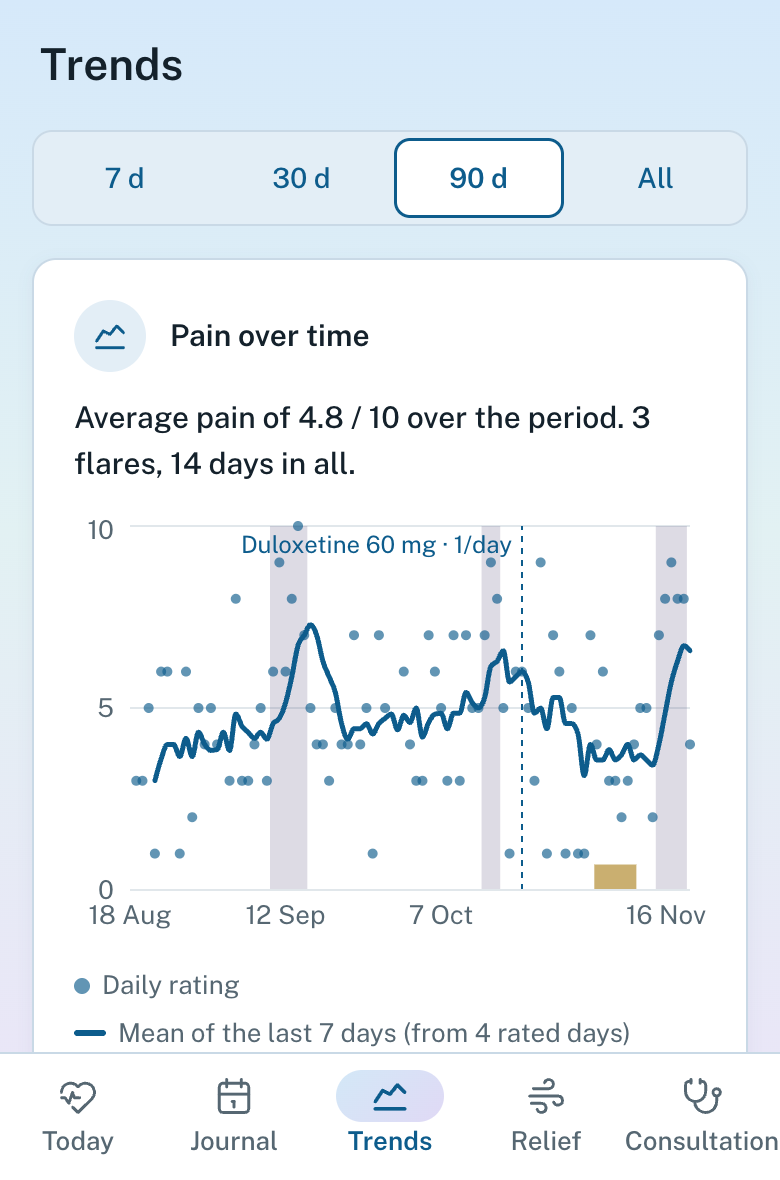 Trends
7 d
30 d
90 d
All
Pain over time
Average pain of 4.8 / 10 over the period. 3
flares, 14 days in all.
10
Duloxetine 60 mg · 1/day
5
0
18 Aug
12 Sep
7 Oct
16 Nov
Daily rating
Mean of the last 7 days (from 4 rated days)
Today
Journal
Trends
Relief
Consultation